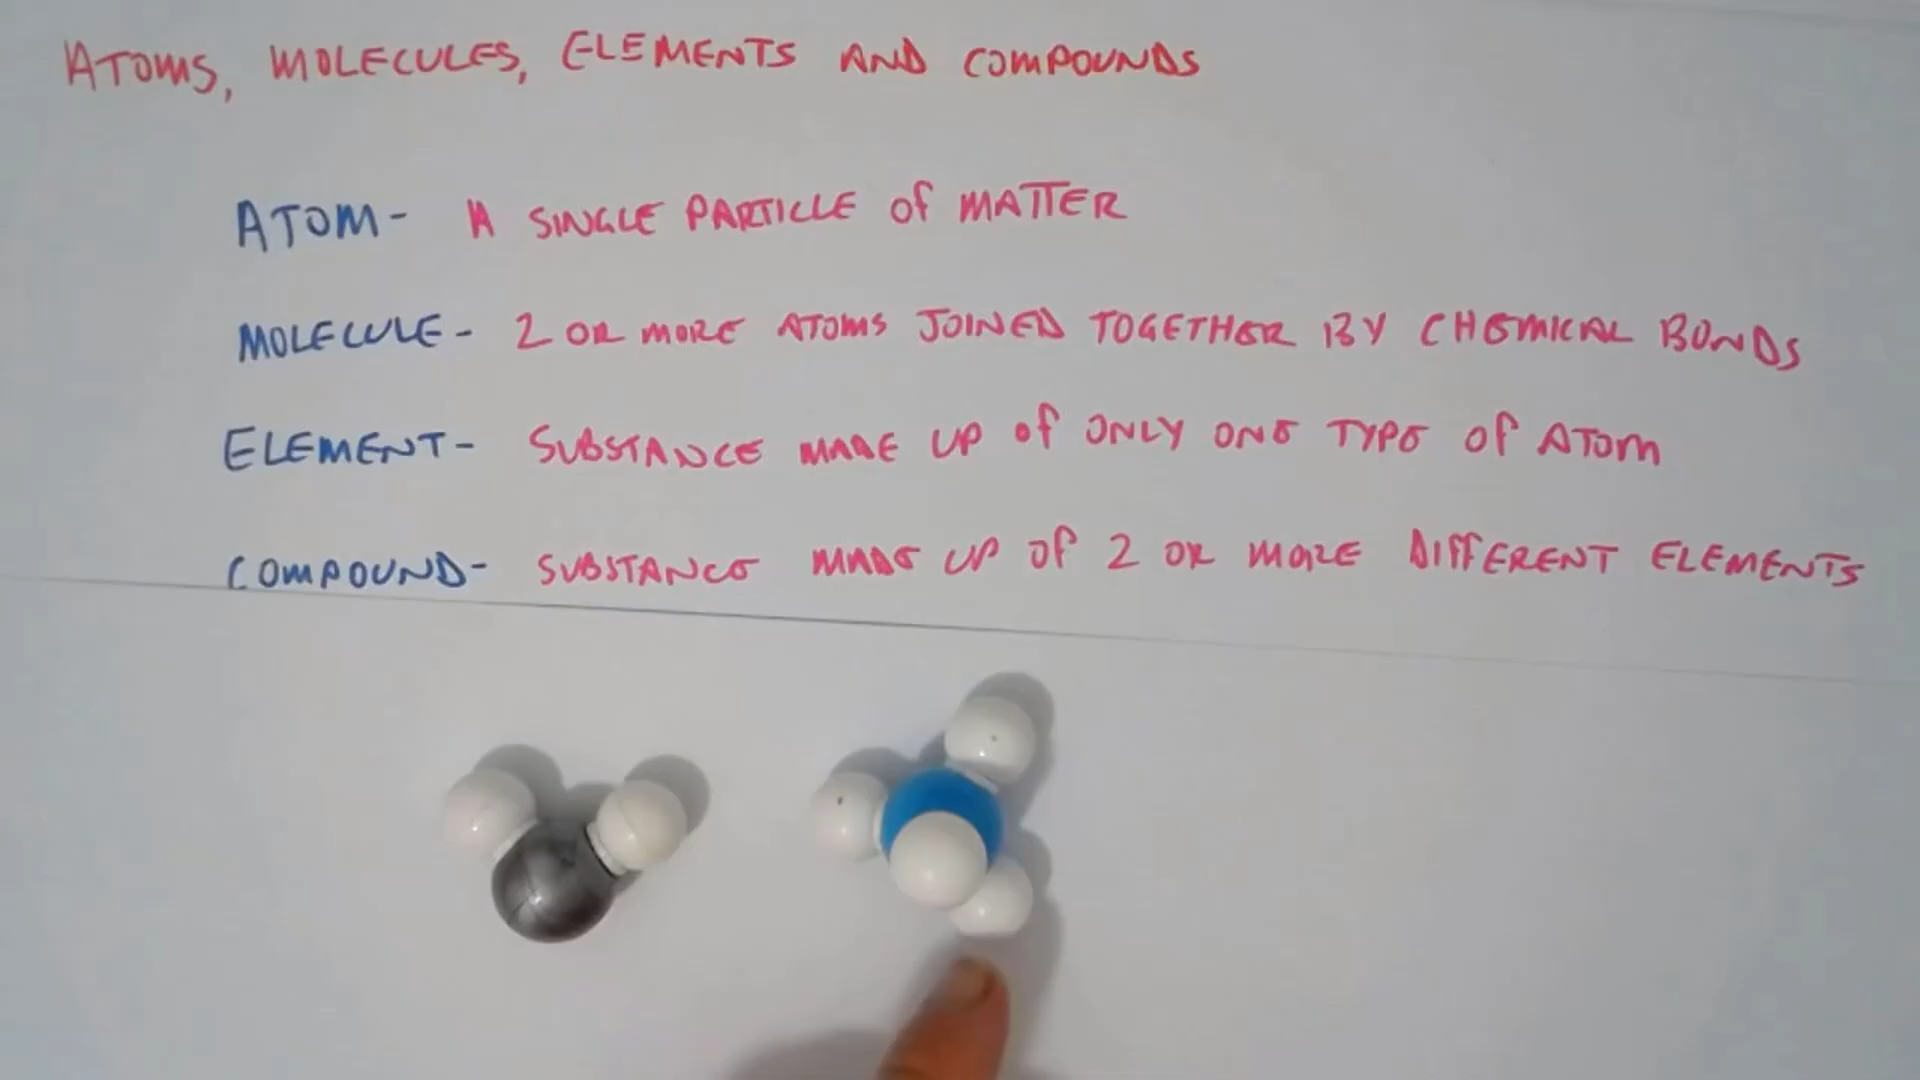 ATOMS, MOLECULES, ELEMENTS AND COMPOUNDS
ATOM- A SINGLE PARTICLE of MATTER
MOLECULE- 2 OR MORE ATOMS JOINED TOGETHER BY CHEMICAL BONDS
ELEMENT- SUBSTANCE MADE UP of ONLY ONE TYPE of ATOM
COMPOUND- SUBSTANCE MADE UP of 2 OR MORE DIFFERENT ELEMENTS